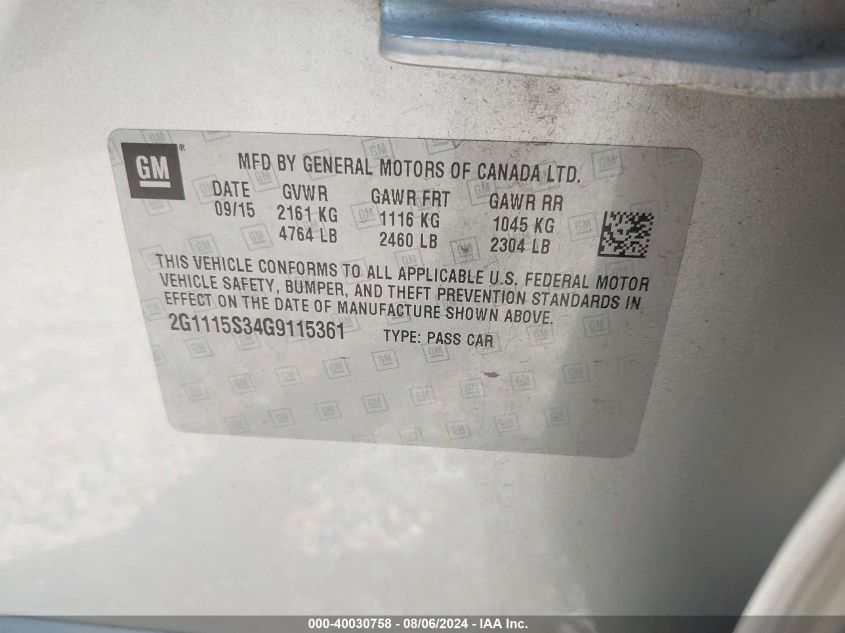 GM®
MFD BY GENERAL MOTORS OF CANADA LTD.
DATE GVWR GAWR FRT GAWR RR
09/15 2161 KG 1116 KG 1045 KG
4764 LB 2460 LB 2304 LB
THIS VEHICLE CONFORMS TO ALL APPLICABLE U.S. FEDERAL MOTOR
VEHICLE SAFETY, BUMPER, AND THEFT PREVENTION STANDARDS IN
EFFECT ON THE DATE OF MANUFACTURE SHOWN ABOVE.
2G1115S34G9115361 TYPE: PASS CAR
000-40030758 - 08/06/2024 - IAA Inc.